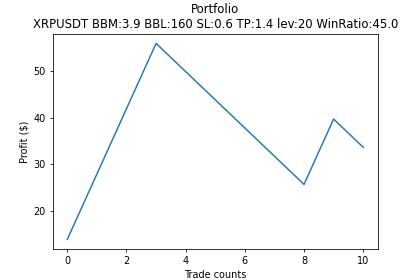 Portfolio
XRPUSDT BBM:3.9 BBL:160 SL:0.6 TP:1.4 lev:20 WinRatio:45.0
50
40
30
20
Profit ($)
0 2 4 6 8 10
Trade counts